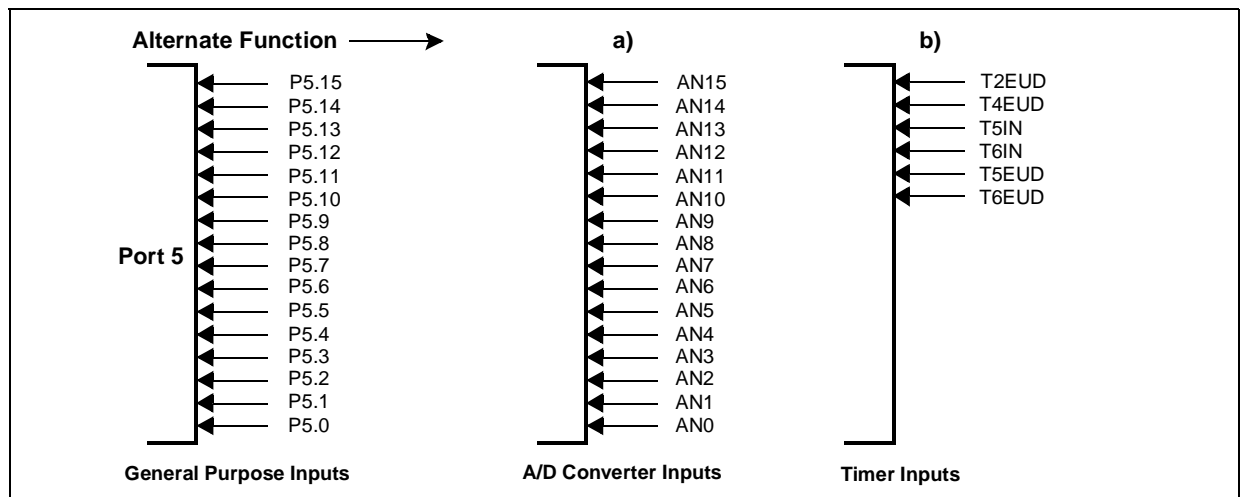 Alternate Function a) b)
P5.15 AN15 T2EUD
P5.14 AN14 T4EUD
P5.13 AN13 T5IN
P5.12 AN12 T6IN
P5.11 AN11 T5EUD
P5.10 AN10 T6EUD
P5.9 AN9
P5.8 AN8
Port 5
P5.7 AN7
P5.6 AN6
P5.5 AN5
P5.4 AN4
P5.3 AN3
P5.2 AN2
P5.1 AN1
P5.0 AN0
General Purpose Inputs A/D Converter Inputs Timer Inputs